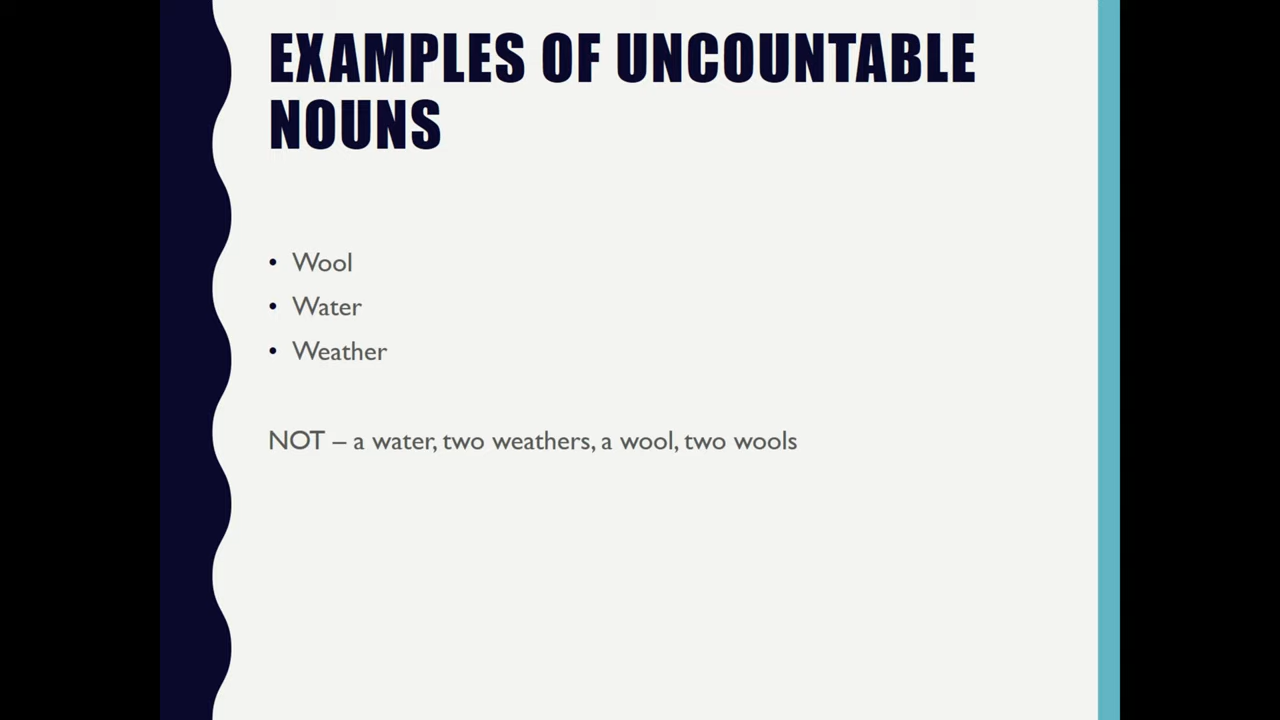 EXAMPLES OF UNCOUNTABLE
NOUNS
• Wool
• Water
• Weather
NOT – a water, two weathers, a wool, two wools